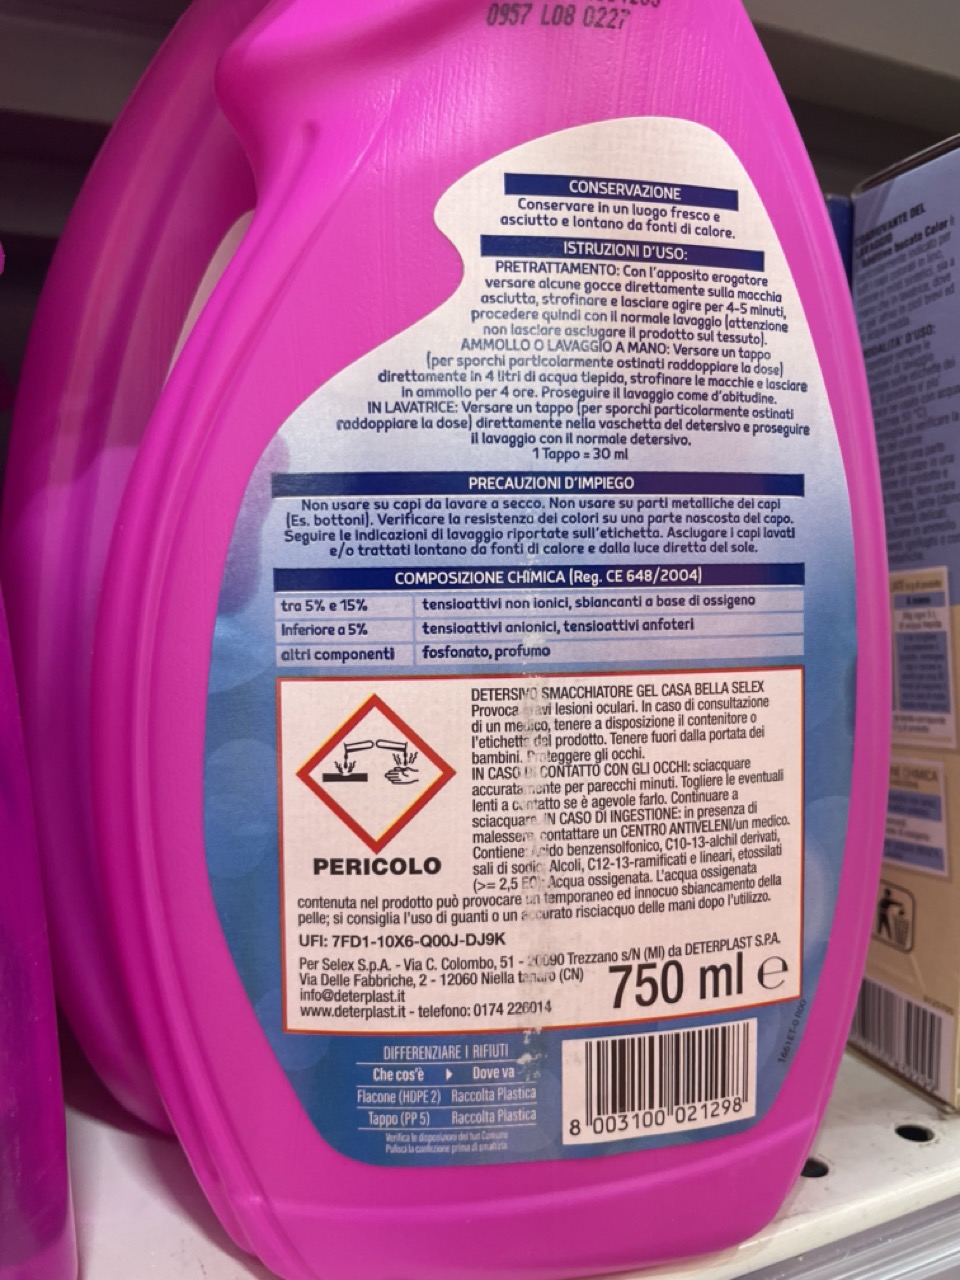 0957 L08 0227
CONSERVAZIONE
Conservare in un luogo fresco e
asciutto e lontano da fonti di calore.
ISTRUZIONI D'USO:
PRETRATTAMENTO: Con l'apposito erogatore
versare alcune gocce direttamente sulla macchia
asciutta, strofinare e lasciare agire per 4-5 minuti,
procedere quindi con il normale lavaggio (attenzione
non lasciare asciugare il prodotto sul tessuto).
AMMOLLO O LAVAGGIO A MANO: Versare un tappo
(per sporchi particolarmente ostinati raddoppiare la dose)
direttamente in 4 litri di acqua tiepida, strofinare le macchie e lasciare
in ammollo per 4 ore. Proseguire il lavaggio come d'abitudine.
IN LAVATRICE: Versare un tappo (per sporchi particolarmente ostinati
raddoppiare la dose) direttamente nella vaschetta del detersivo e proseguire
il lavaggio con il normale detersivo.
1 Tappo = 30 ml
PRECAUZIONI D'IMPIEGO
Non usare su capi da lavare a secco. Non usare su parti metalliche dei capi
(Es. bottoni). Verificare la resistenza dei colori su una parte nascosta del capo.
Seguire le indicazioni di lavaggio riportate sull'etichetta. Asciugare i capi lavati
e/o trattati lontano da fonti di calore e dalla luce diretta del sole.
COMPOSIZIONE CHIMICA (Reg. CE 648/2004)
tra 5% e 15% tensioattivi non ionici, sbiancanti a base di ossigeno
Inferiore a 5% tensioattivi anionici, tensioattivi anfoteri
altri componenti fosfonato, profumo
DETERSIVO SMACCHIATORE GEL CASA BELLA SELEX
Provoca gravi lesioni oculari. In caso di consultazione
di un medico, tenere a disposizione il contenitore o
l'etichetta del prodotto. Tenere fuori dalla portata dei
bambini. Proteggere gli occhi.
IN CASO DI CONTATTO CON GLI OCCHI: sciacquare
accuratamente per parecchi minuti. Togliere le eventuali
lenti a contatto se è agevole farlo. Continuare a
sciacquare. IN CASO DI INGESTIONE: in presenza di
malessere, contattare un CENTRO ANTIVELENI/un medico.
Contiene: Acido benzensolfonico, C10-13-alchil derivati,
sali di sodio; Alcoli, C12-13-ramificati e lineari, etossilati
(>= 2,5 EO); Acqua ossigenata. L'acqua ossigenata
contenuta nel prodotto può provocare un temporaneo ed innocuo sbiancamento della
pelle; si consiglia l'uso di guanti o un accurato risciacquo delle mani dopo l'utilizzo.
PERICOLO
UFI: 7FD1-10X6-Q00J-DJ9K
Per Selex S.p.A. - Via C. Colombo, 51 - 20090 Trezzano s/N (MI) da DETERPLAST S.P.A.
Via Delle Fabbriche, 2 - 12060 Niella tanaro (CN)
info@deterplast.it
www.deterplast.it - telefono: 0174 226014
750 ml e
DIFFERENZIARE I RIFIUTI
Che cos'è Dove va
Flacone (HDPE 2) Raccolta Plastica
Tappo (PP 5) Raccolta Plastica
Verifica le disposizioni del tuo Comune
Pulisci la confezione prima di smaltirla
8 003100 021298